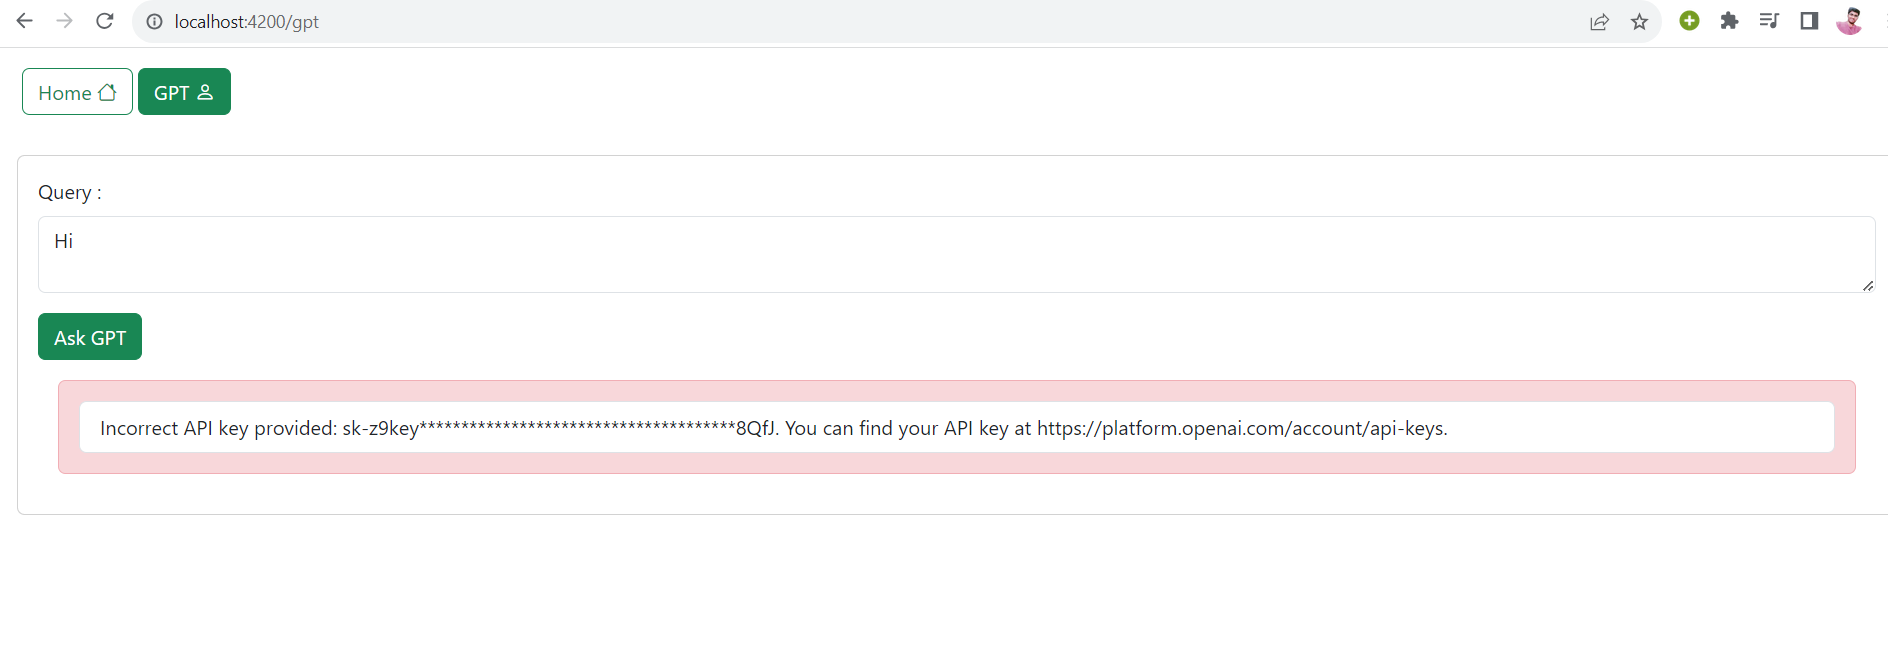 localhost:4200/gpt
Home GPT
Query :
Hi
Ask GPT
Incorrect API key provided: sk-z9key**************************************8QfJ. You can find your API key at https://platform.openai.com/account/api-keys.